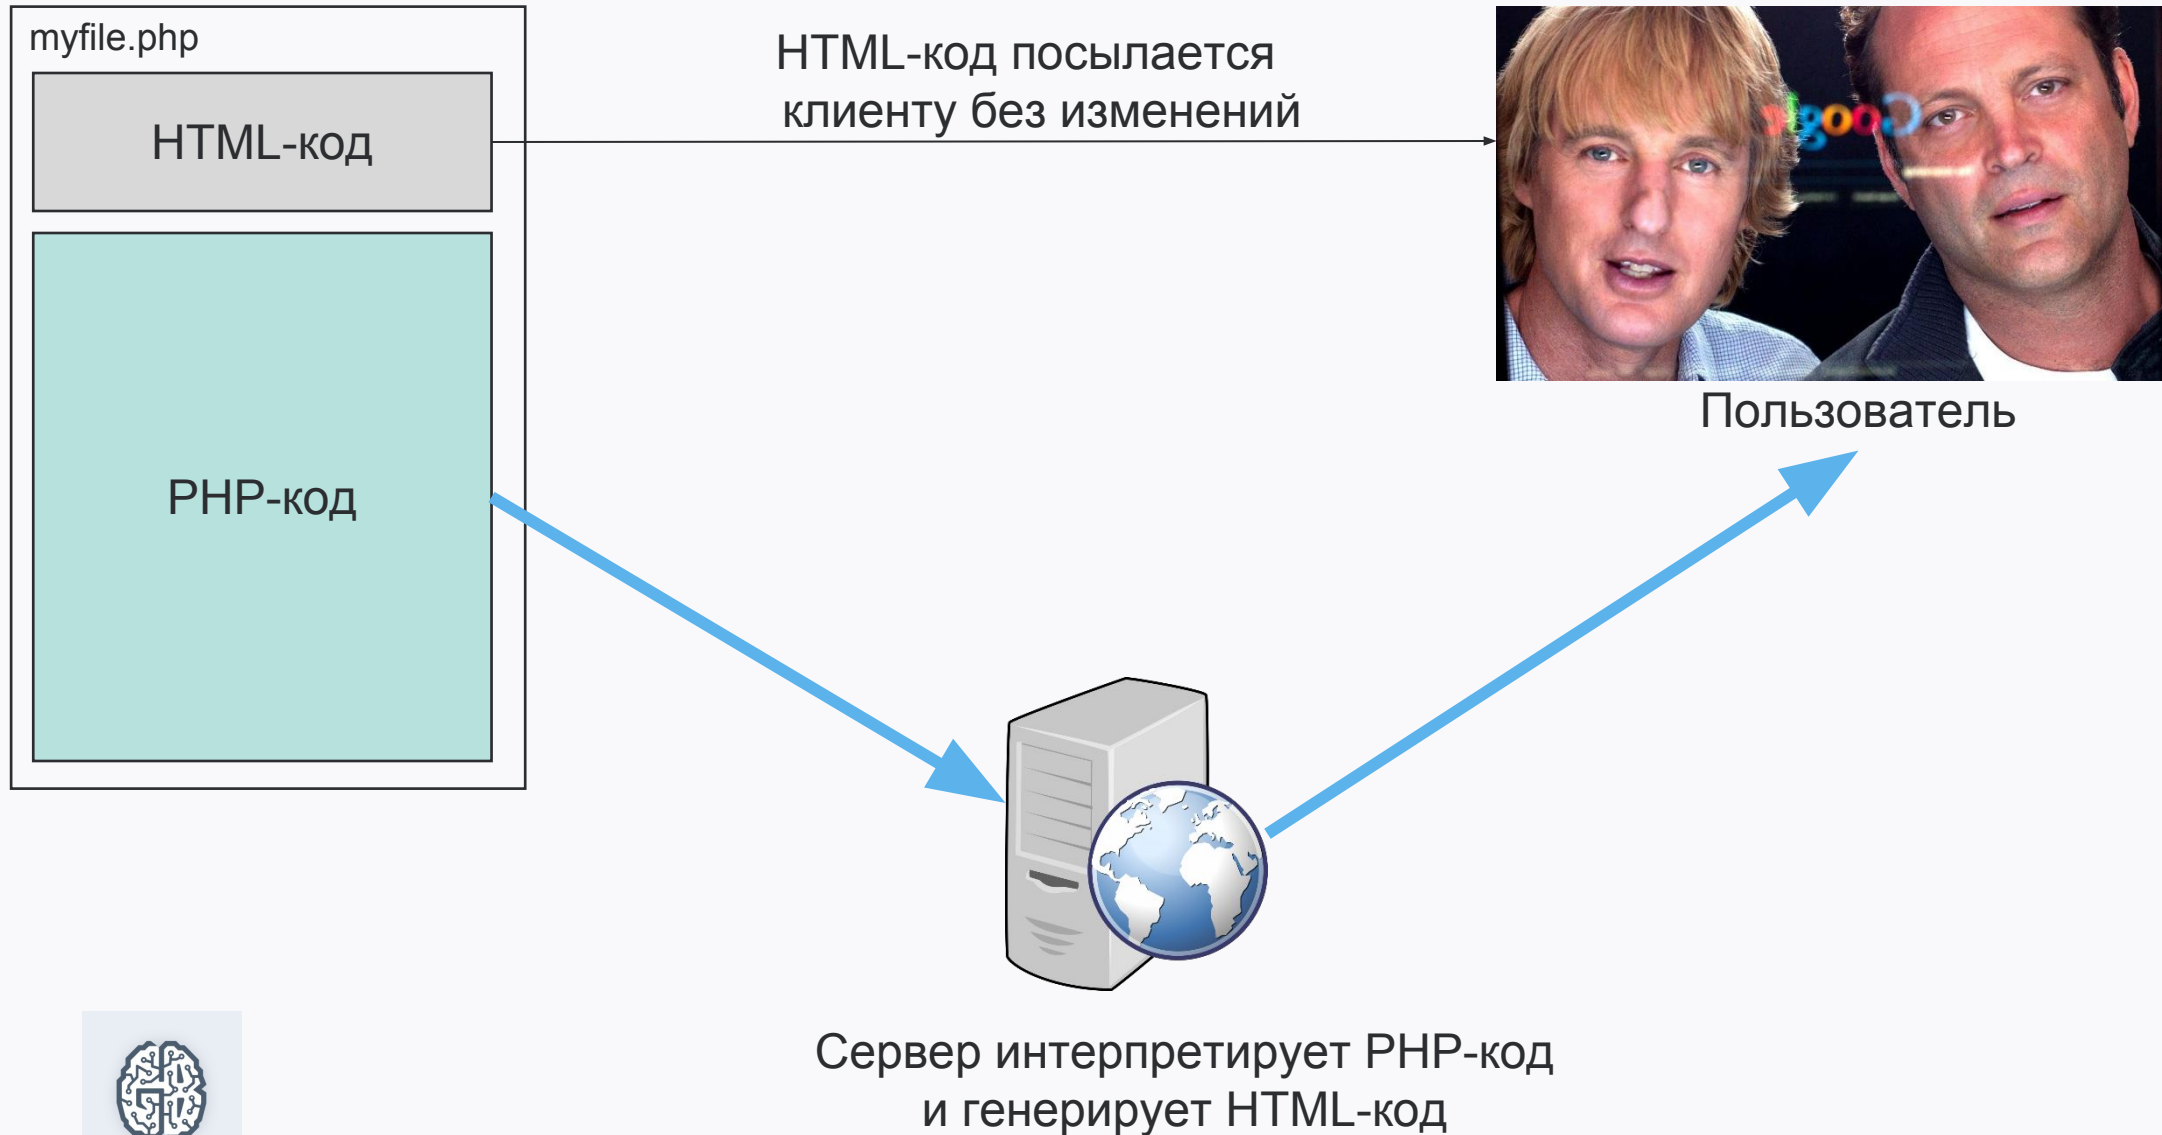 myfile.php
HTML-код
PHP-код
HTML-код посылается
клиенту без изменений
Google
Пользователь
Сервер интерпретирует PHP-код
и генерирует HTML-код